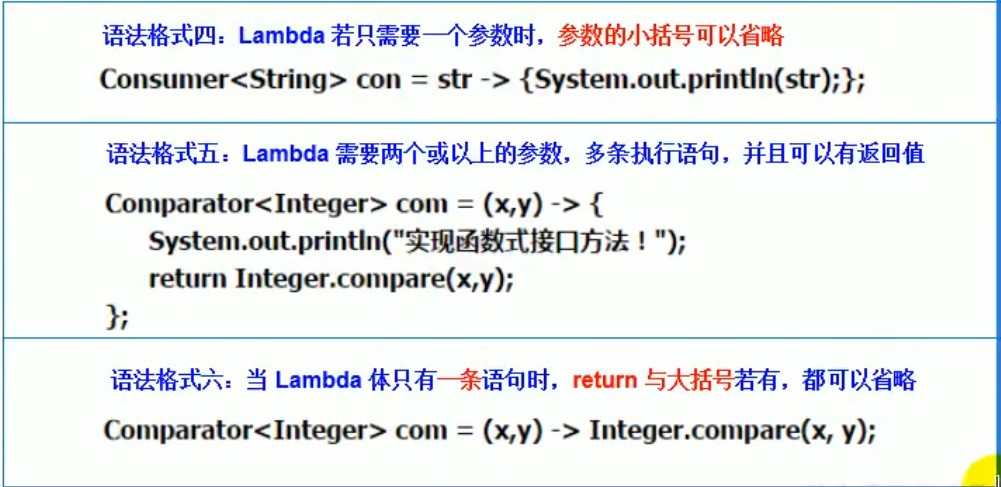 语法格式四：Lambda 若只需要一个参数时，参数的小括号可以省略
Consumer<String> con = str -> {System.out.println(str);};
语法格式五：Lambda 需要两个或以上的参数，多条执行语句，并且可以有返回值
Comparator<Integer> com = (x,y) -> {
System.out.println("实现函数式接口方法！");
return Integer.compare(x,y);
};
语法格式六：当 Lambda 体只有一条语句时，return 与大括号若有，都可以省略
Comparator<Integer> com = (x,y) -> Integer.compare(x, y);